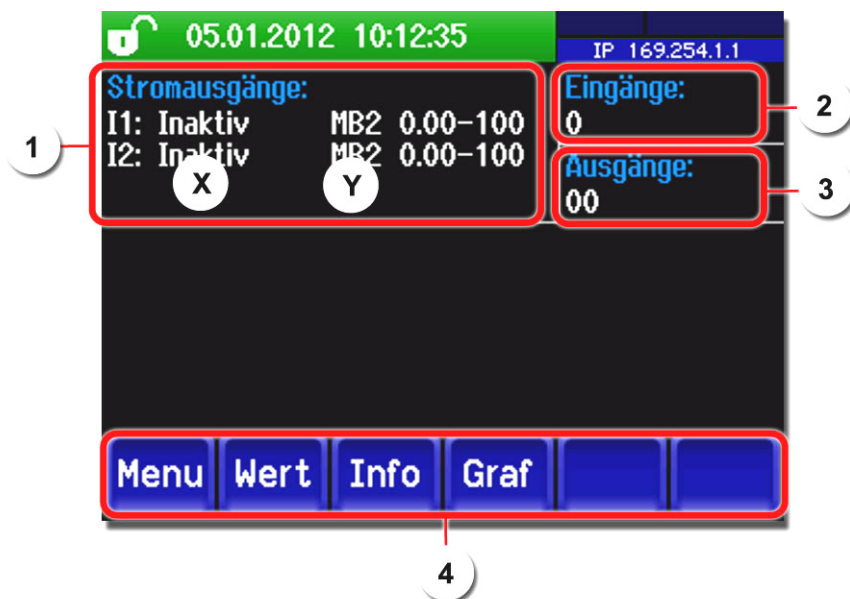 05.01.2012 10:12:35
IP 169.254.1.1
Stromausgänge:
I1: Inaktiv MB2 0.00-100
I2: Inaktiv MB2 0.00-100
X Y
Eingänge:
0
Ausgänge:
00
1
2
3
Menu Wert Info Graf
4